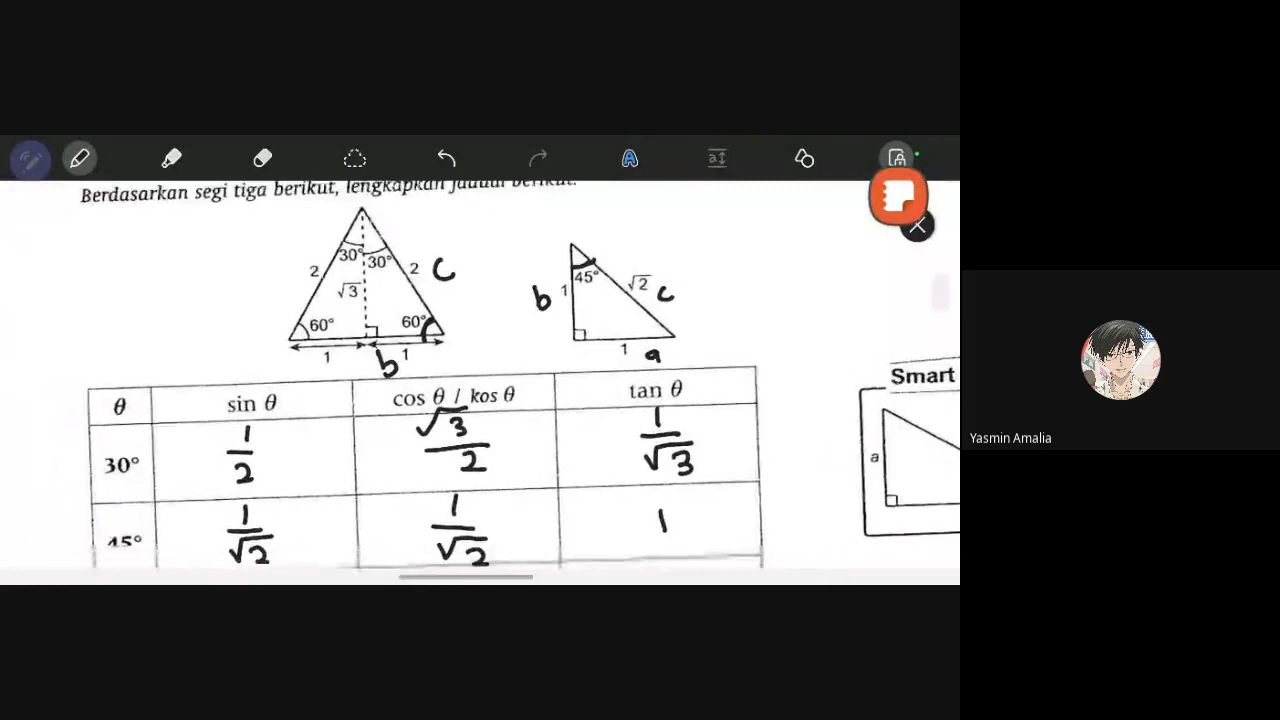 Berdasarkan segi tiga berikut, lengkapkan jadual berikut.
30° 30°
2 2 c
√3
60° 60°
1 1
b
45°
b 1 √2 c
1 a
θ sin θ cos θ / kos θ tan θ
30° 1/2 √3/2 1/√3
45° 1/√2 1/√2 1
Smart
a
Yasmin Amalia